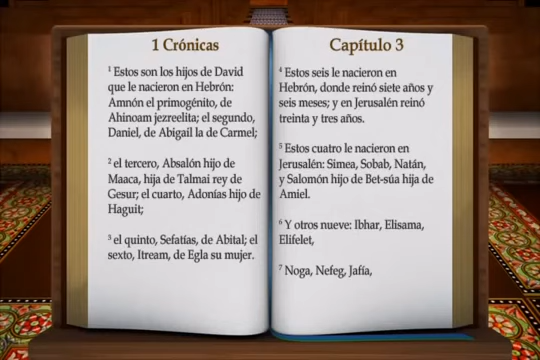 1 Crónicas
1 Estos son los hijos de David
que le nacieron en Hebrón:
Amnón el primogénito, de
Ahinoam jezreelita; el segundo,
Daniel, de Abigaíl la de Carmel;
2 el tercero, Absalón hijo de
Maaca, hija de Talmai rey de
Gesur; el cuarto, Adonías hijo de
Haguit;
3 el quinto, Sefatías, de Abital; el
sexto, Itream, de Egla su mujer.
Capítulo 3
4 Estos seis le nacieron en
Hebrón, donde reinó siete años y
seis meses; y en Jerusalén reinó
treinta y tres años.
5 Estos cuatro le nacieron en
Jerusalén: Simea, Sobab, Natán,
y Salomón hijo de Bet-súa hija de
Amiel.
6 Y otros nueve: Ibhar, Elisama,
Elifelet,
7 Noga, Nefeg, Jafía,